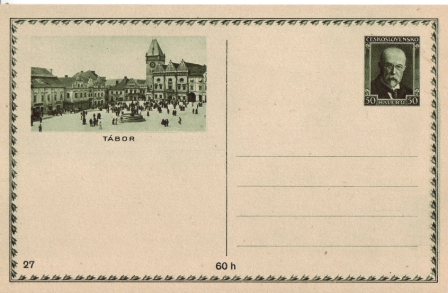 TÁBOR
ČESKOSLOVENSKO
50 HALÉŘŮ 50
27
60 h